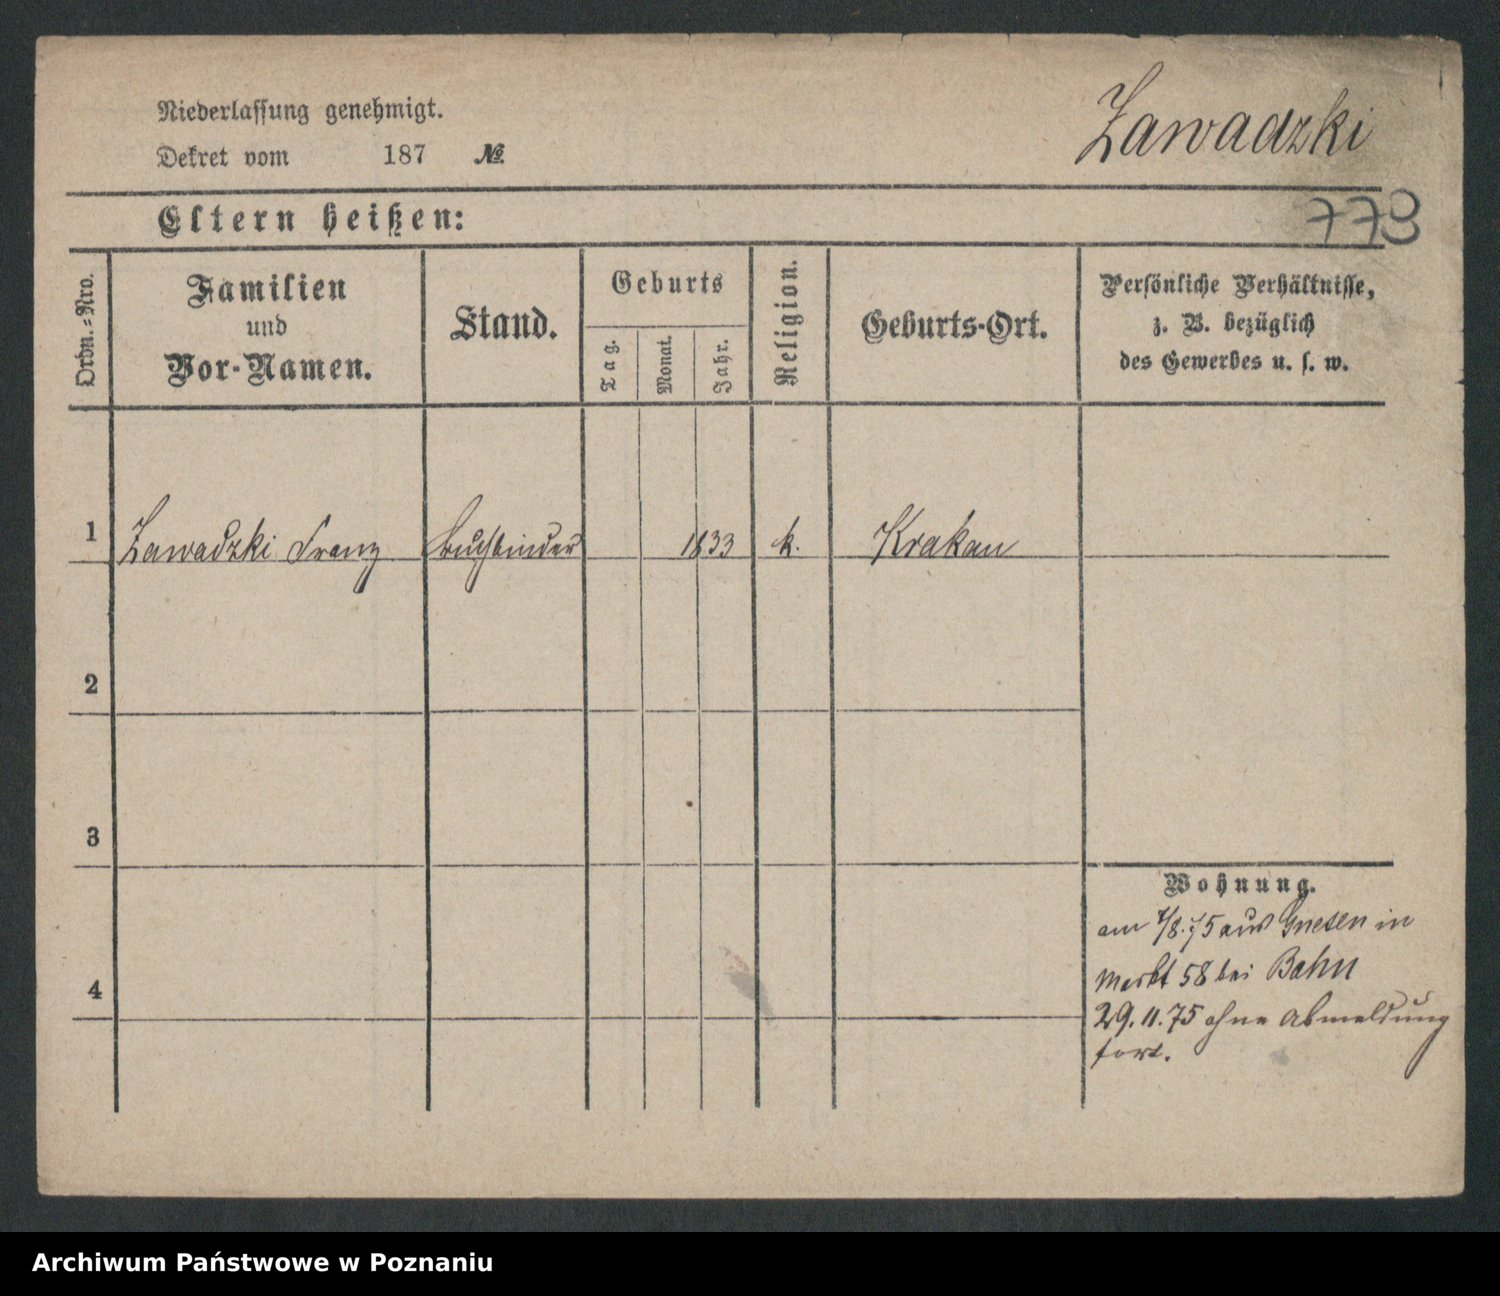 Niederlassung genehmigt.
Dekret vom 187 №
Zawadzki
Eltern heißen:
773
Ordn.=Nro.
Familien
und
Vor-Namen.
Stand.
Geburts
Tag.
Monat.
Jahr.
Religion.
Geburts-Ort.
Persönliche Verhältnisse,
z. B. bezüglich
des Gewerbes u. s. w.
1 Zawadzki Franz Buchbinder 1833 k. Krakau
2
3
Wohnung.
am 7/8.75 aus Gnesen in
Markt 58 bei Bahn
4
29.11.75 ohne Abmeldung
fort.
Archiwum Państwowe w Poznaniu